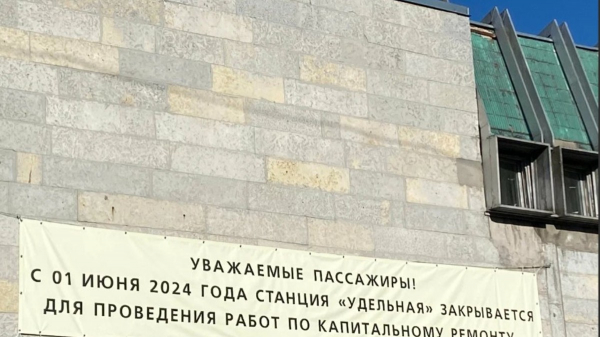 УВАЖАЕМЫЕ ПАССАЖИРЫ!
С 01 ИЮНЯ 2024 ГОДА СТАНЦИЯ «УДЕЛЬНАЯ» ЗАКРЫВАЕТСЯ
ДЛЯ ПРОВЕДЕНИЯ РАБОТ ПО КАПИТАЛЬНОМУ РЕМОНТУ